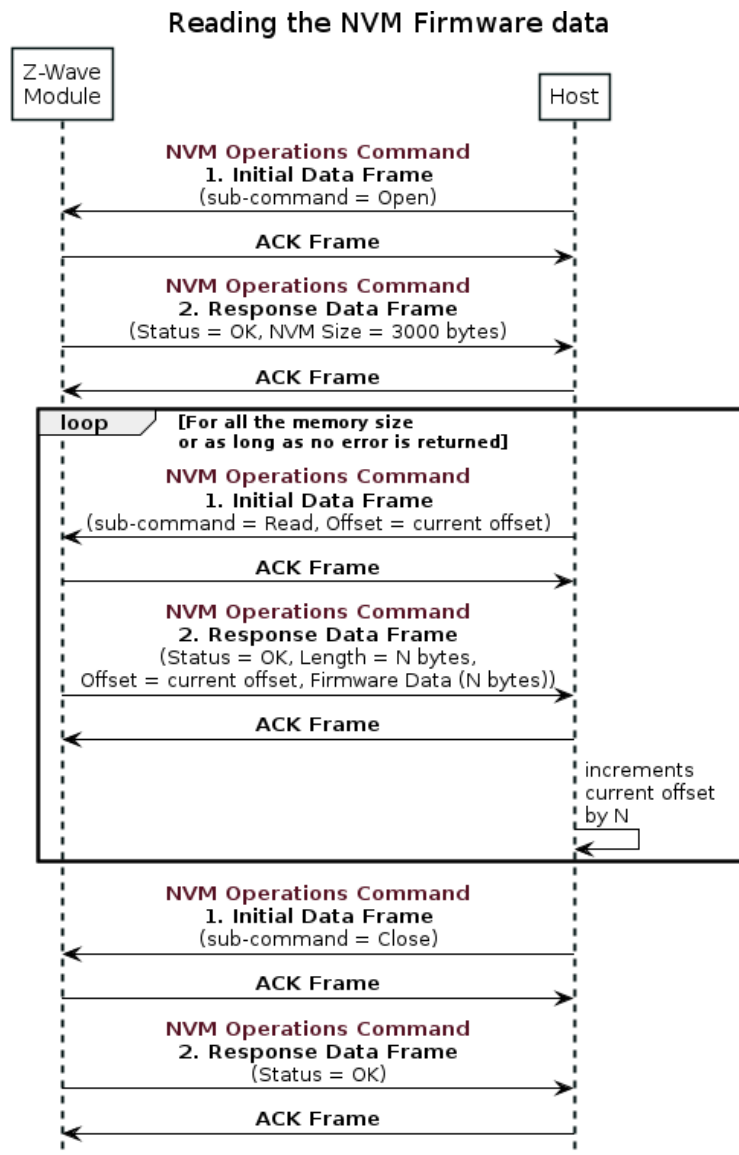 Reading the NVM Firmware data
Z-Wave
Module
Host
NVM Operations Command
1. Initial Data Frame
(sub-command = Open)
ACK Frame
NVM Operations Command
2. Response Data Frame
(Status = OK, NVM Size = 3000 bytes)
ACK Frame
loop
[For all the memory size
or as long as no error is returned]
NVM Operations Command
1. Initial Data Frame
(sub-command = Read, Offset = current offset)
ACK Frame
NVM Operations Command
2. Response Data Frame
(Status = OK, Length = N bytes,
Offset = current offset, Firmware Data (N bytes))
ACK Frame
increments
current offset
by N
NVM Operations Command
1. Initial Data Frame
(sub-command = Close)
ACK Frame
NVM Operations Command
2. Response Data Frame
(Status = OK)
ACK Frame